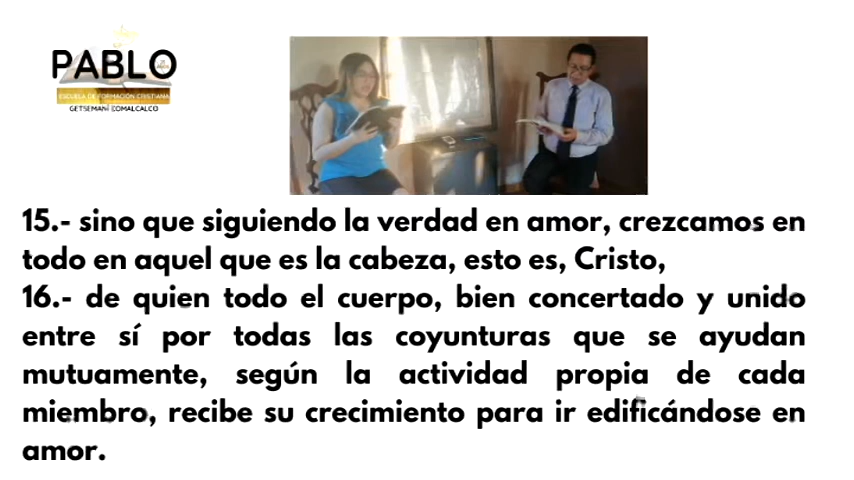 PABLO
ESCUELA DE FORMACIÓN CRISTIANA
GETSEMANÍ COMALCALCO
15.- sino que siguiendo la verdad en amor, crezcamos en
todo en aquel que es la cabeza, esto es, Cristo,
16.- de quien todo el cuerpo, bien concertado y unido
entre sí por todas las coyunturas que se ayudan
mutuamente, según la actividad propia de cada
miembro, recibe su crecimiento para ir edificándose en
amor.